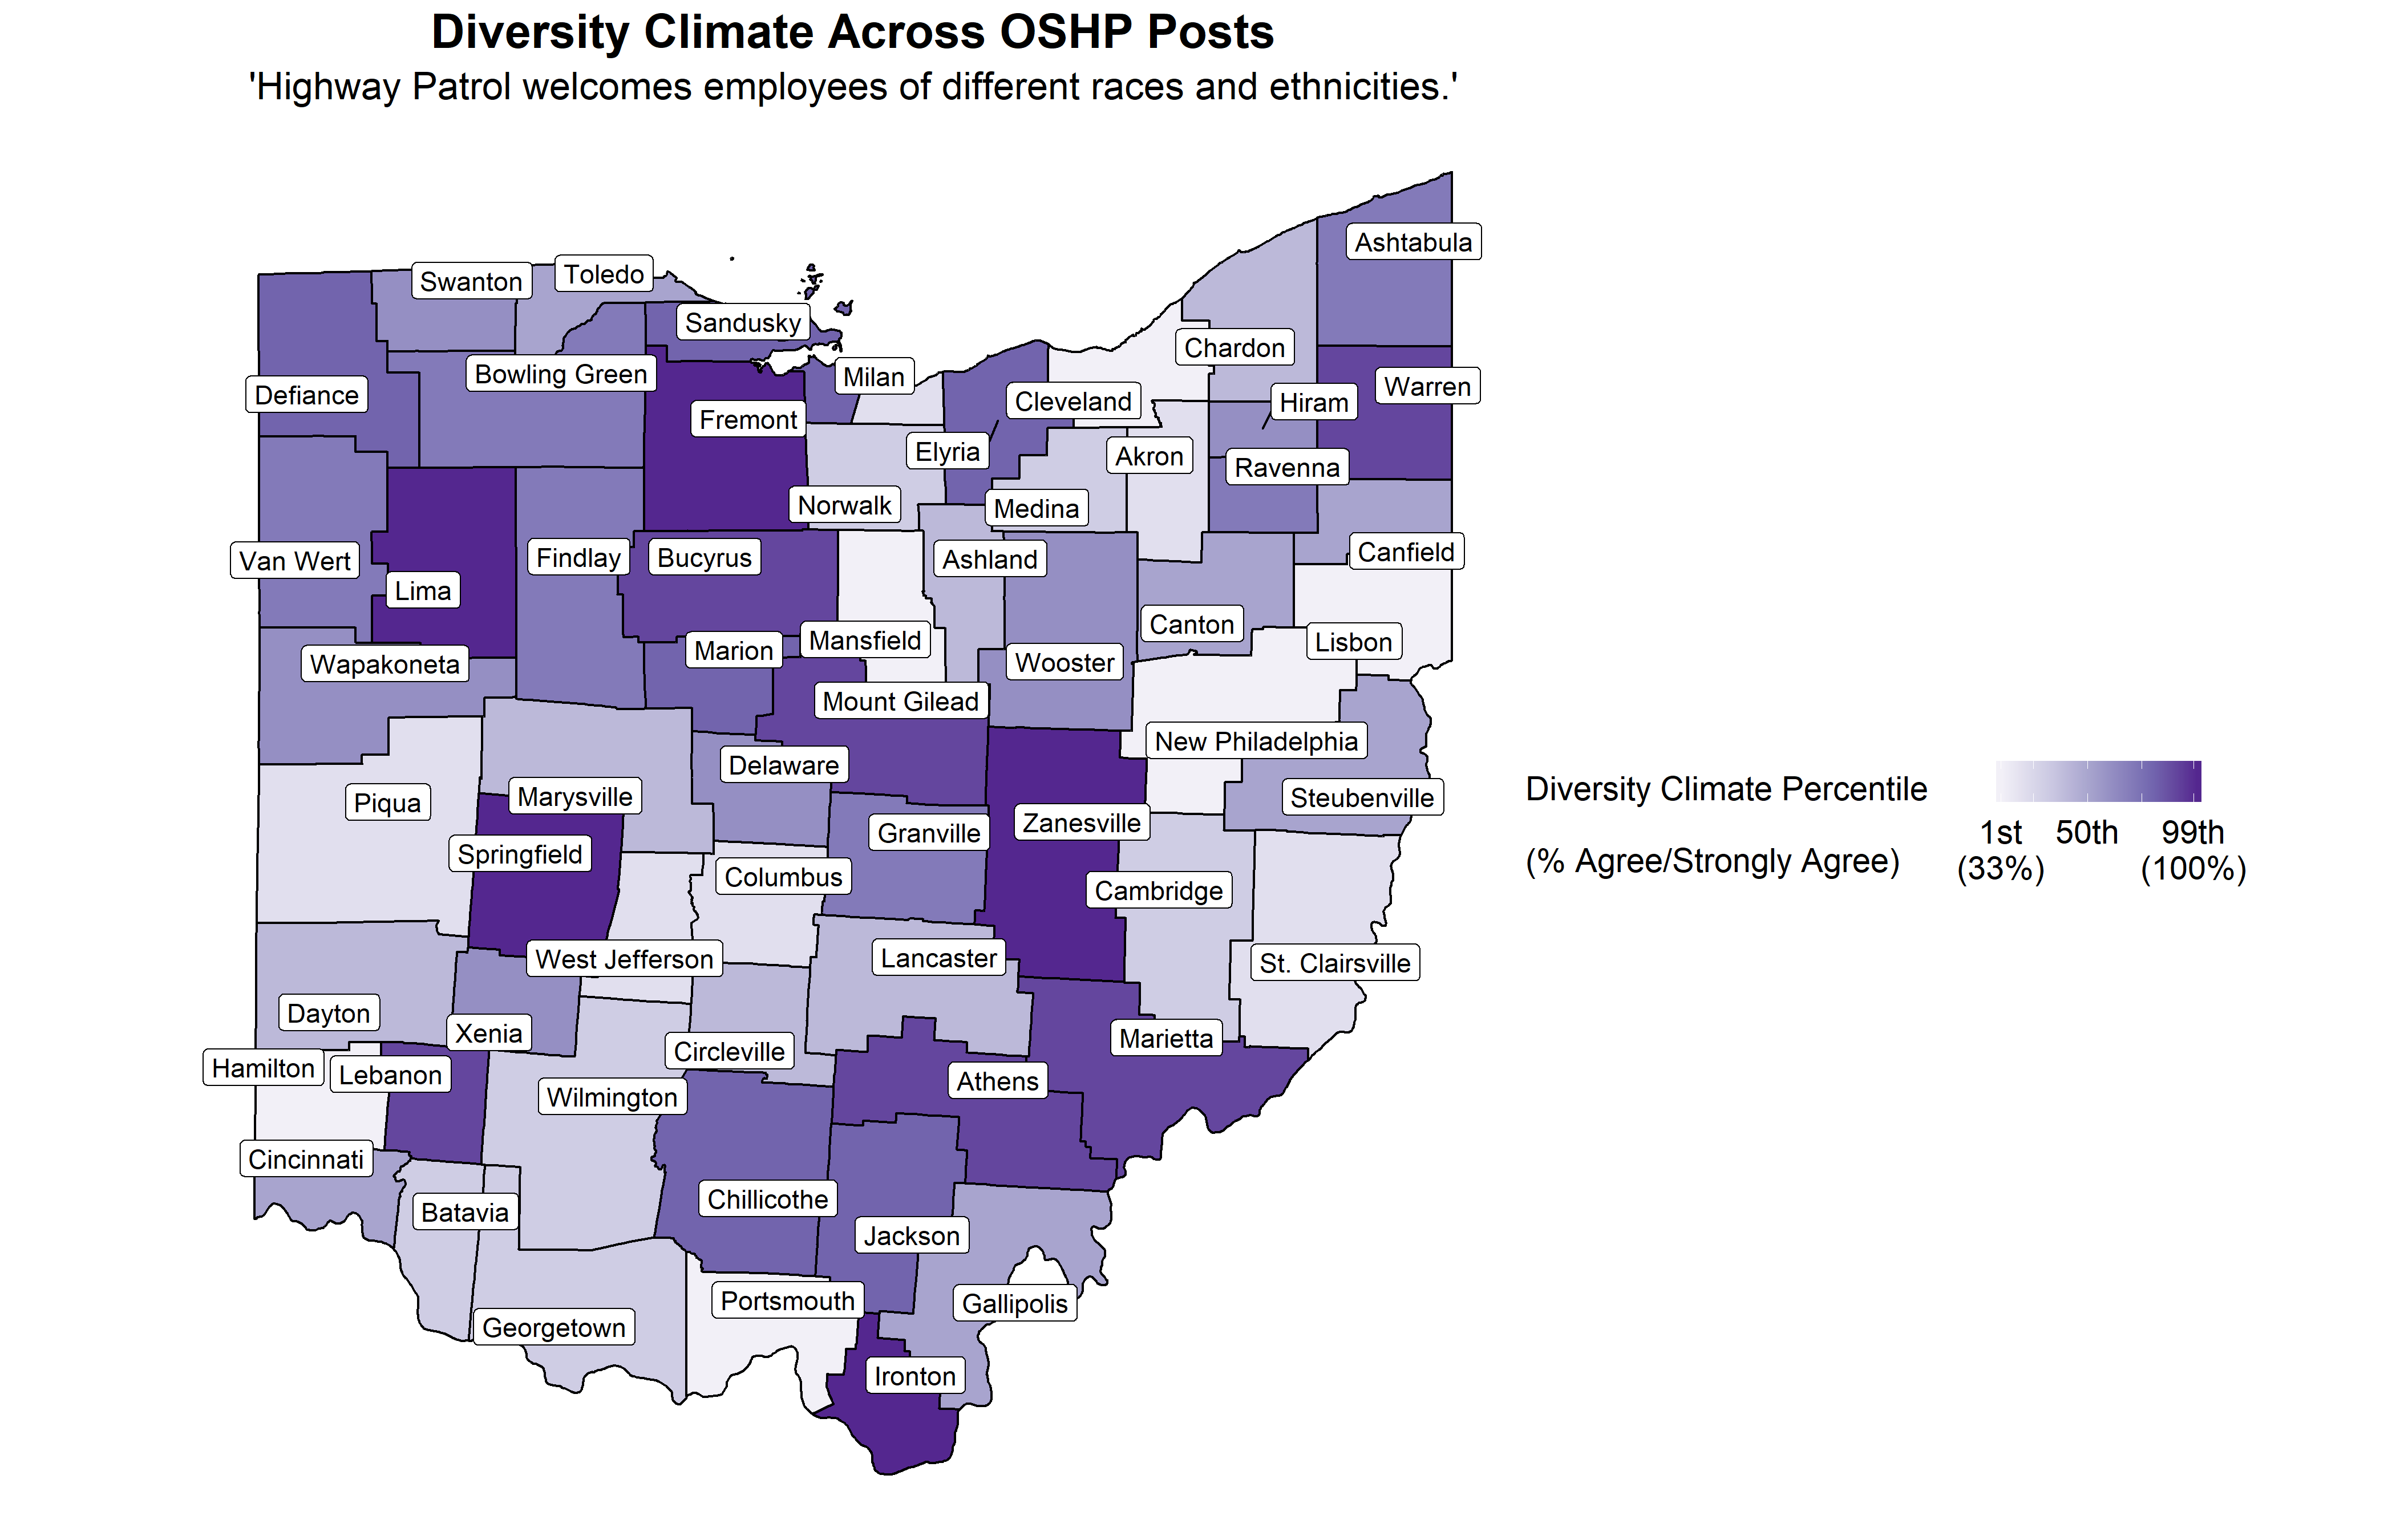 Diversity Climate Across OSHP Posts
'Highway Patrol welcomes employees of different races and ethnicities.'
Ashtabula
Swanton
Toledo
Sandusky
Chardon
Bowling Green
Milan
Defiance
Warren
Cleveland
Hiram
Fremont
Elyria
Akron
Ravenna
Norwalk
Medina
Van Wert
Findlay
Bucyrus
Ashland
Canfield
Lima
Canton
Wapakoneta
Marion
Mansfield
Lisbon
Wooster
Mount Gilead
New Philadelphia
Delaware
Piqua
Marysville
Steubenville
Springfield
Granville
Zanesville
Columbus
Cambridge
West Jefferson
Lancaster
St. Clairsville
Dayton
Xenia
Marietta
Hamilton
Lebanon
Circleville
Athens
Wilmington
Cincinnati
Batavia
Chillicothe
Jackson
Portsmouth
Gallipolis
Georgetown
Ironton
Diversity Climate Percentile
(% Agree/Strongly Agree)
1st 50th 99th
(33%) (100%)